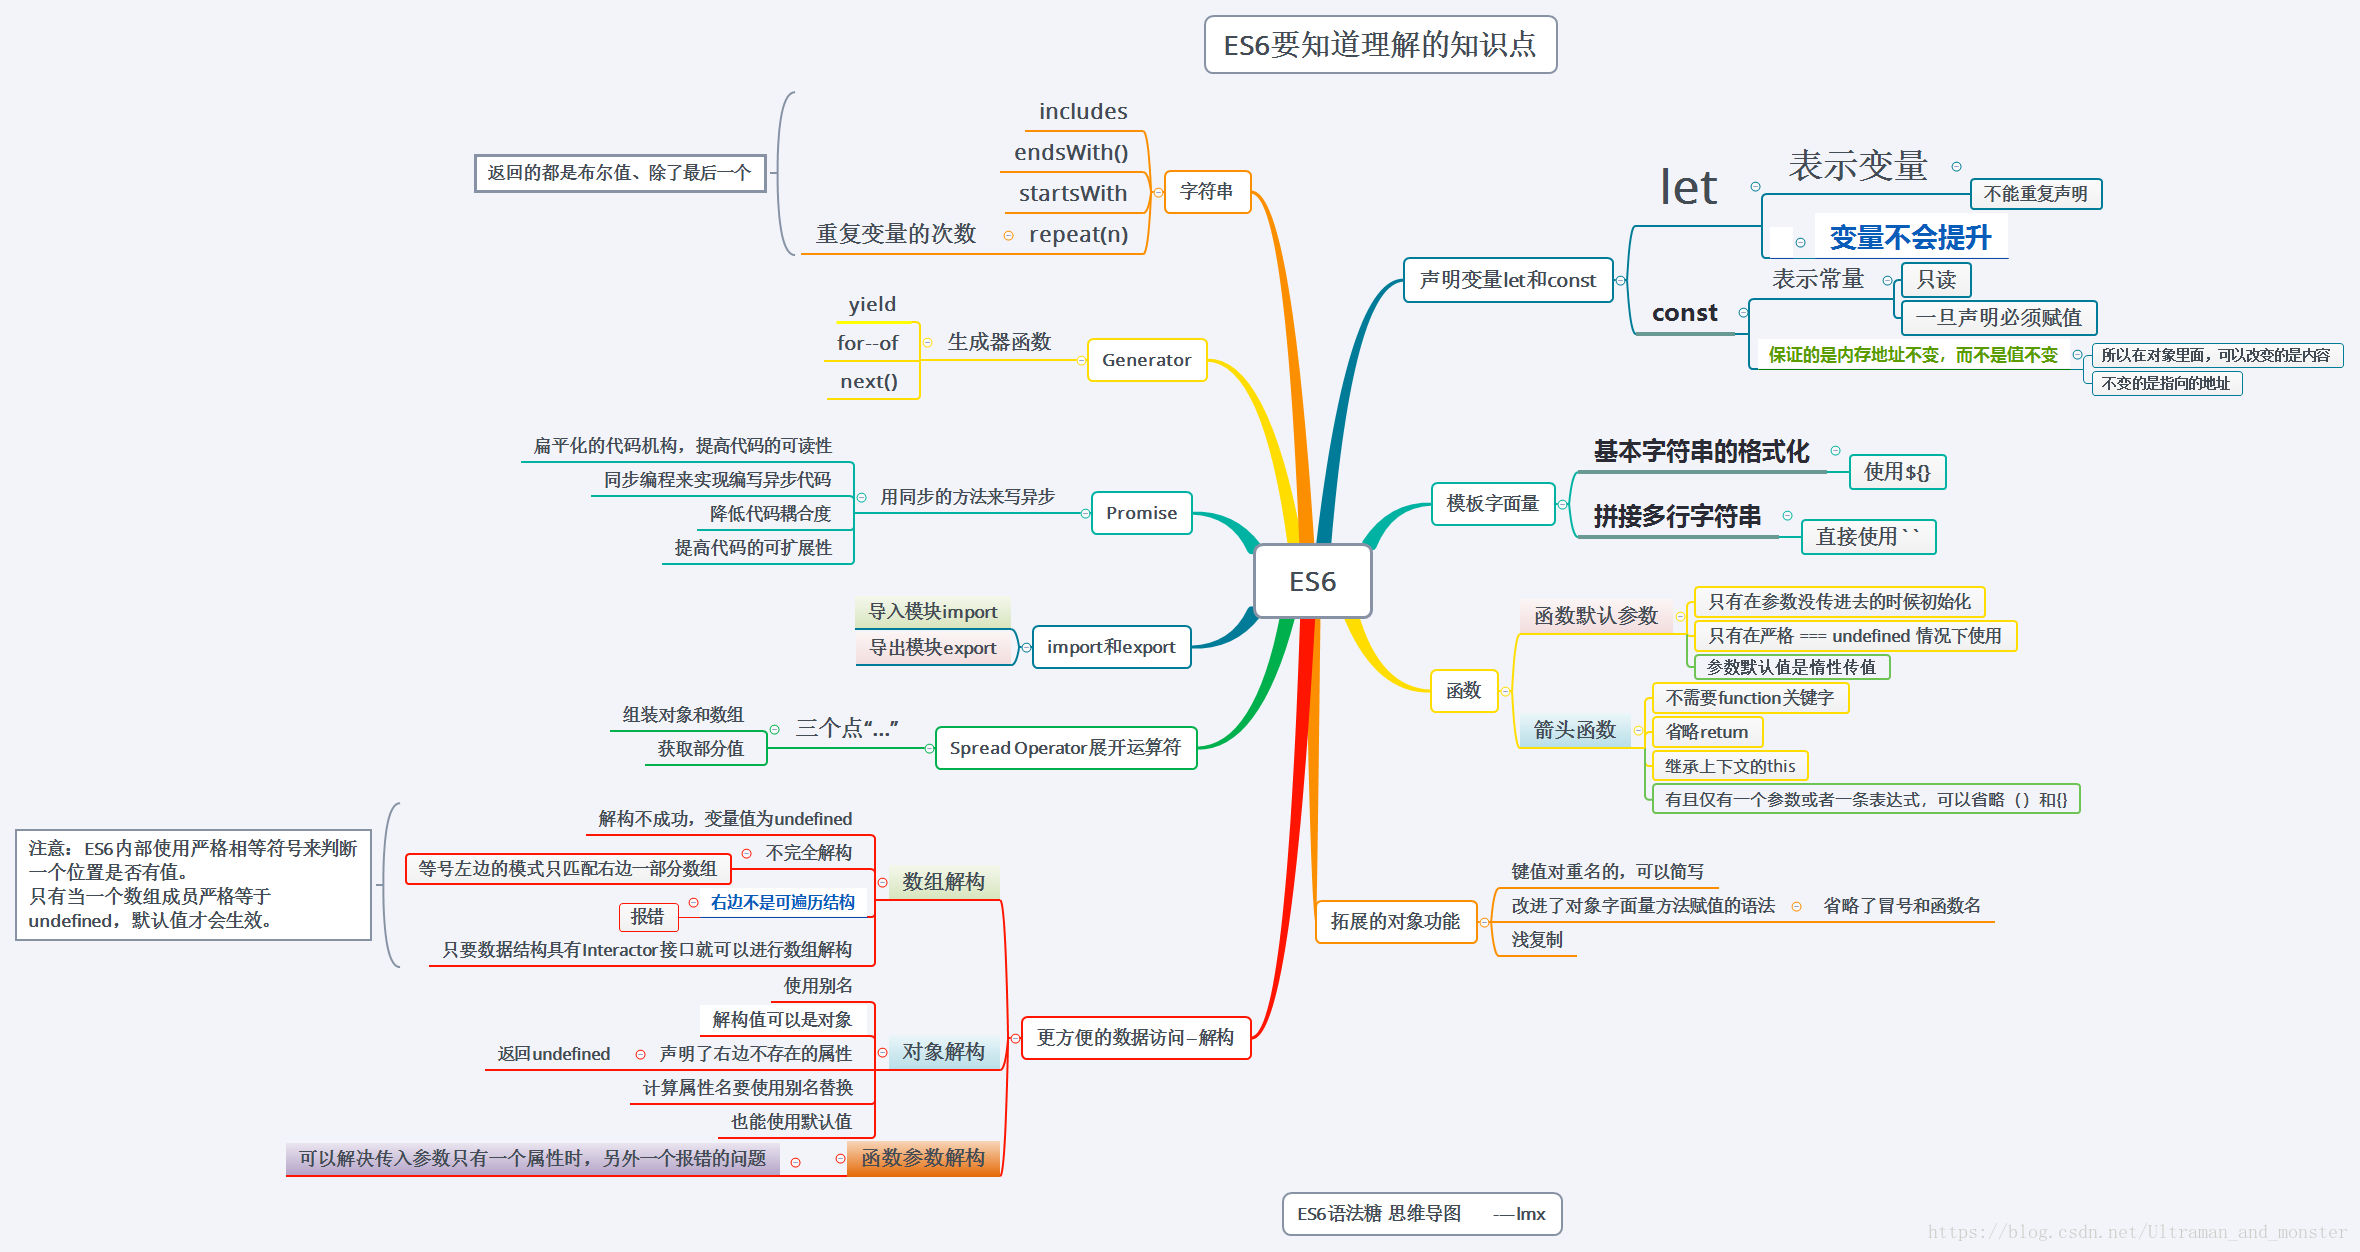 ES6要知道理解的知识点
includes
endsWith()
startsWith
repeat(n)
重复变量的次数
字符串
返回的都是布尔值、除了最后一个
yield
for--of
next()
生成器函数
Generator
扁平化的代码机构，提高代码的可读性
同步编程来实现编写异步代码
降低代码耦合度
提高代码的可扩展性
用同步的方法来写异步
Promise
导入模块import
导出模块export
import和export
组装对象和数组
获取部分值
三个点“...”
Spread Operator展开运算符
注意：ES6内部使用严格相等符号来判断
一个位置是否有值。
只有当一个数组成员严格等于
undefined，默认值才会生效。
解构不成功，变量值为undefined
不完全解构
等号左边的模式只匹配右边一部分数组
右边不是可遍历结构
报错
只要数据结构具有Interactor接口就可以进行数组解构
数组解构
使用别名
解构值可以是对象
声明了右边不存在的属性
返回undefined
计算属性名要使用别名替换
也能使用默认值
对象解构
可以解决传入参数只有一个属性时，另外一个报错的问题
函数参数解构
更方便的数据访问–解构
ES6
声明变量let和const
let
表示变量
不能重复声明
变量不会提升
const
表示常量
只读
一旦声明必须赋值
保证的是内存地址不变，而不是值不变
所以在对象里面，可以改变的是内容
不变的是指向的地址
模板字面量
基本字符串的格式化
使用${}
拼接多行字符串
直接使用``
函数
函数默认参数
只有在参数没传进去的时候初始化
只有在严格 === undefined 情况下使用
参数默认值是惰性传值
箭头函数
不需要function关键字
省略return
继承上下文的this
有且仅有一个参数或者一条表达式，可以省略（）和{}
拓展的对象功能
键值对重名的，可以简写
改进了对象字面量方法赋值的语法
省略了冒号和函数名
浅复制
ES6语法糖 思维导图 -—lmx
https://blog.csdn.net/Ultraman_and_monster